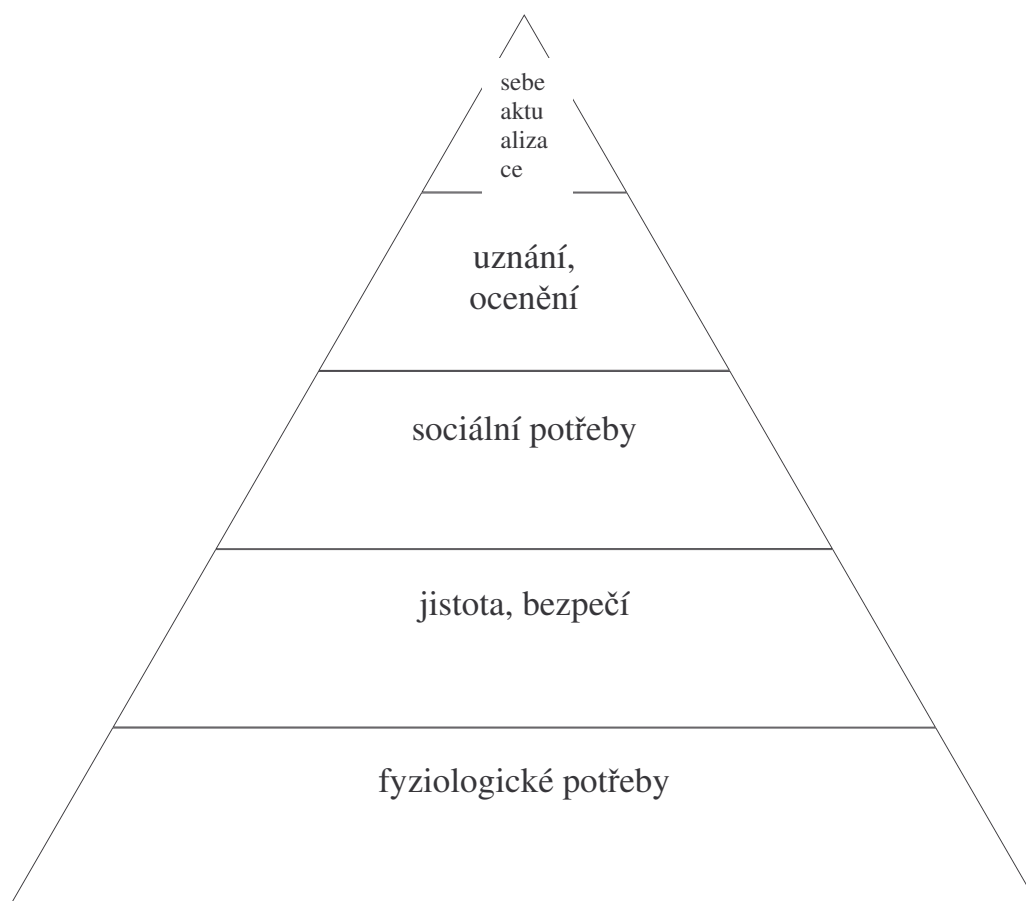 sebe
aktu
aliza
ce
uznání,
ocenění
sociální potřeby
jistota, bezpečí
fyziologické potřeby